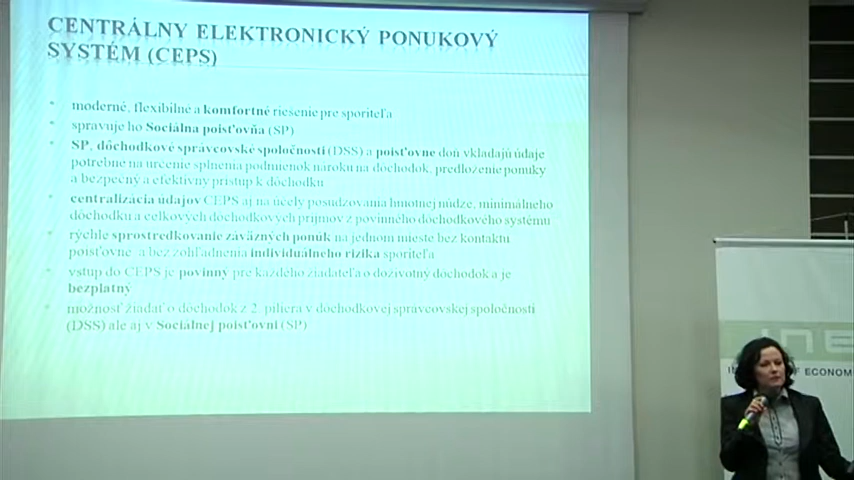 CENTRÁLNY ELEKTRONICKÝ PONUKOVÝ
SYSTÉM (CEPS)
moderné, flexibilné a komfortné riešenie pre sporiteľa
spravuje ho Sociálna poisťovňa (SP)
SP, dôchodkové správcovské spoločnosti (DSS) a poisťovne doň vkladajú údaje
potrebné na určenie splnenia podmienok nároku na dôchodok, predloženie ponuky
a bezpečný a efektívny prístup k dôchodku
centralizácia údajov CEPS aj na účely posudzovania hmotnej núdze, minimálneho
dôchodku a celkových dôchodkových príjmov z povinného dôchodkového systému
rýchle sprostredkovanie záväzných ponúk na jednom mieste bez kontaktu
poisťovne a bez zohľadnenia individuálneho rizika sporiteľa
vstup do CEPS je povinný pre každého žiadateľa o doživotný dôchodok a je
bezplatný
možnosť žiadať o dôchodok z 2. piliera v dôchodkovej správcovskej spoločnosti
(DSS) ale aj v Sociálnej poisťovni (SP)
INE
OF ECONOM